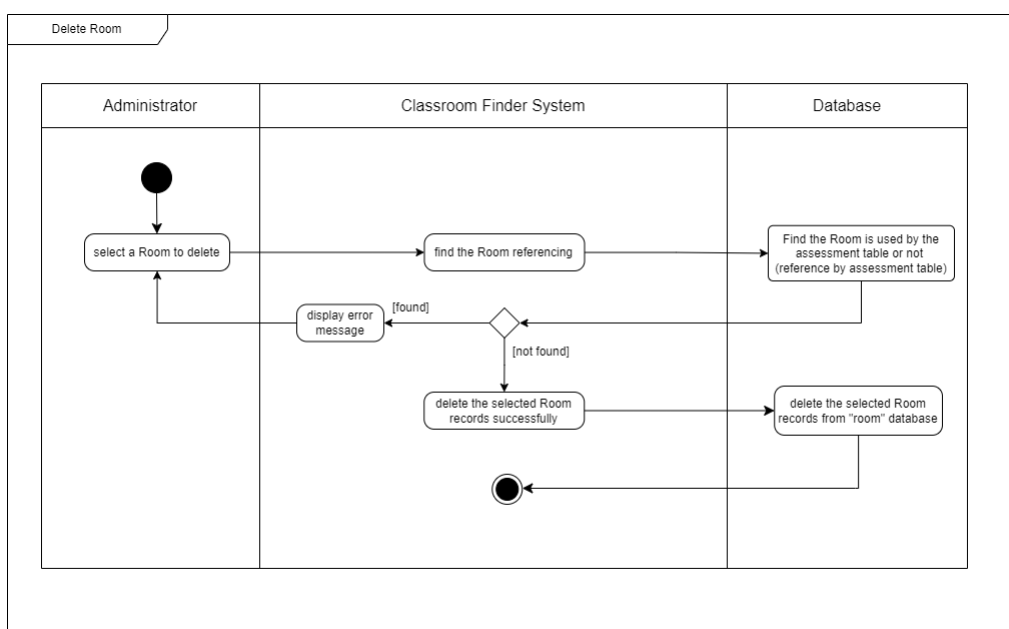 Delete Room
Administrator
Classroom Finder System
Database
select a Room to delete
find the Room referencing
Find the Room is used by the
assessment table or not
(reference by assessment table)
display error
message
[found]
[not found]
delete the selected Room
records successfully
delete the selected Room
records from "room" database